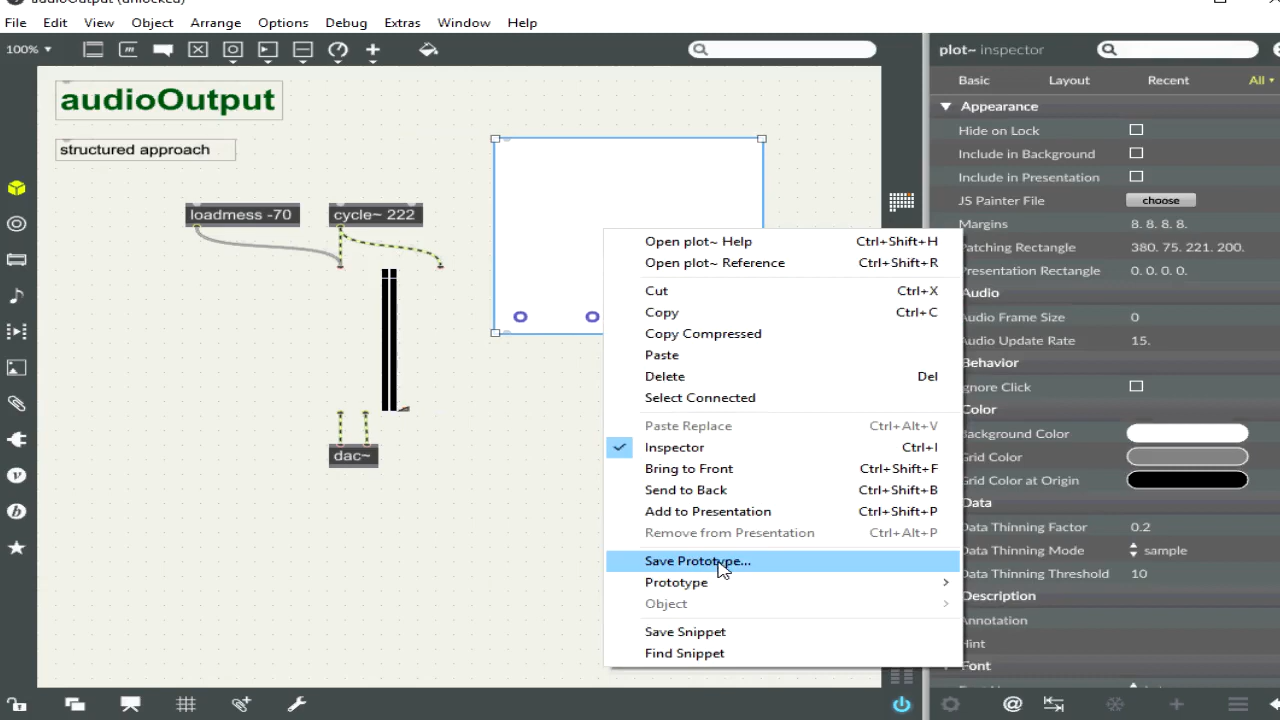 audioOutput (unlocked)
File Edit View Object Arrange Options Debug Extras Window Help
100%
plot~ inspector
Basic Layout Recent All
audioOutput
structured approach
loadmess -70
cycle~ 222
dac~
Open plot~ Help Ctrl+Shift+H
Open plot~ Reference Ctrl+Shift+R
Cut Ctrl+X
Copy Ctrl+C
Copy Compressed
Paste
Delete Del
Select Connected
Paste Replace Ctrl+Alt+V
Inspector Ctrl+I
Bring to Front Ctrl+Shift+F
Send to Back Ctrl+Shift+B
Add to Presentation Ctrl+Shift+P
Remove from Presentation Ctrl+Alt+P
Save Prototype...
Prototype
Object
Save Snippet
Find Snippet
Appearance
Hide on Lock
Include in Background
Include in Presentation
JS Painter File choose
Margins 8. 8. 8. 8.
Patching Rectangle 380. 75. 221. 200.
Presentation Rectangle 0. 0. 0. 0.
Audio
Audio Frame Size 0
Audio Update Rate 15.
Behavior
gnore Click
Color
Background Color
Grid Color
Grid Color at Origin
Data
Data Thinning Factor 0.2
Data Thinning Mode sample
Data Thinning Threshold 10
Description
Annotation
Hint
Font